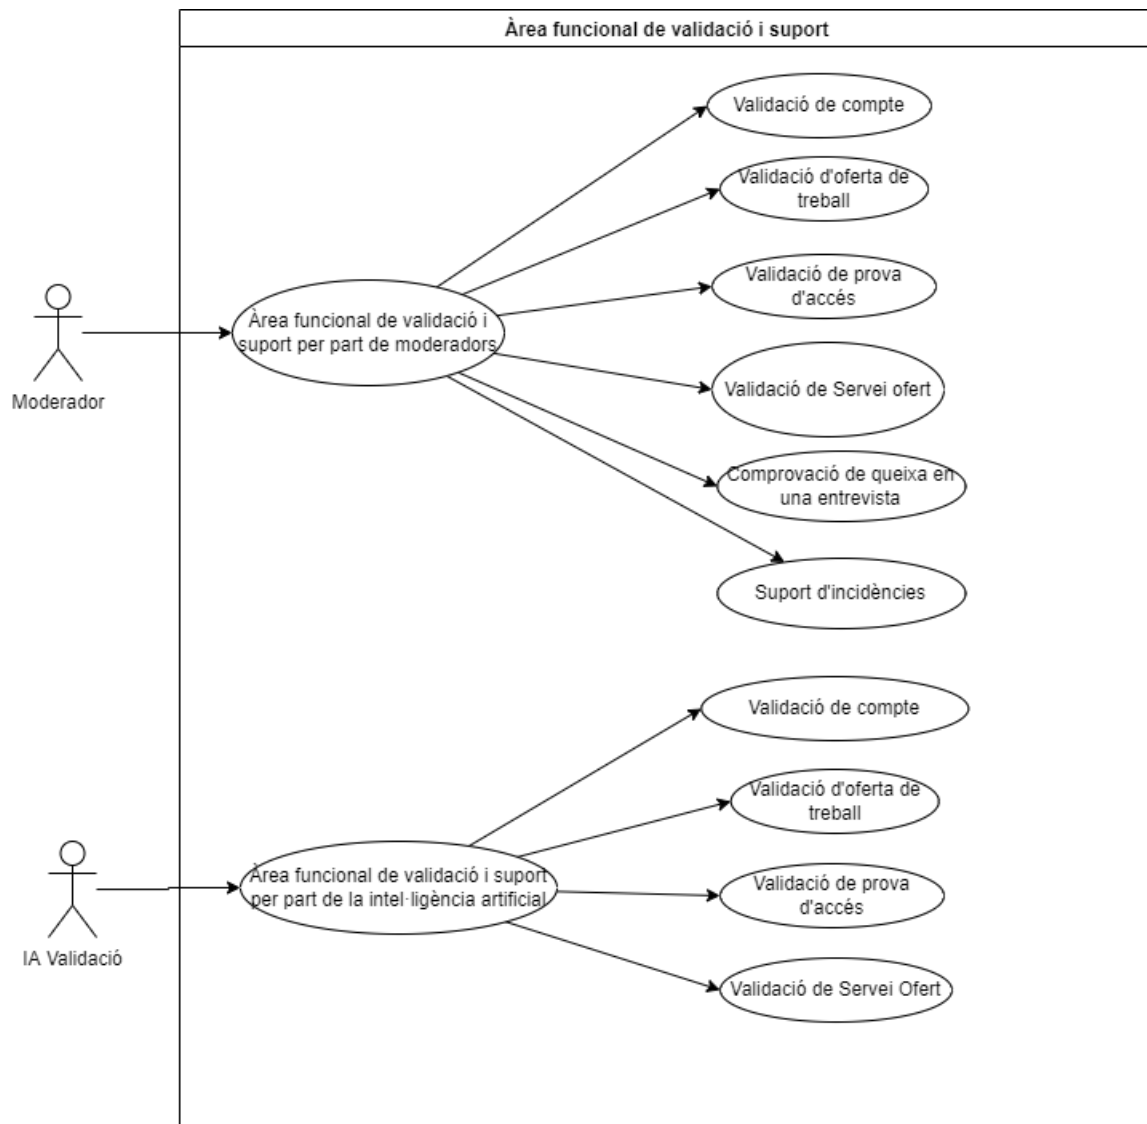 Àrea funcional de validació i suport
Validació de compte
Validació d'oferta de
treball
Validació de prova
d'accés
Àrea funcional de validació i
suport per part de moderadors
Moderador
Validació de Servei ofert
Comprovació de queixa en
una entrevista
Suport d'incidències
Validació de compte
Validació d'oferta de
treball
Àrea funcional de validació i suport
per part de la intel·ligència artificial
IA Validació
Validació de prova
d'accés
Validació de Servei Ofert